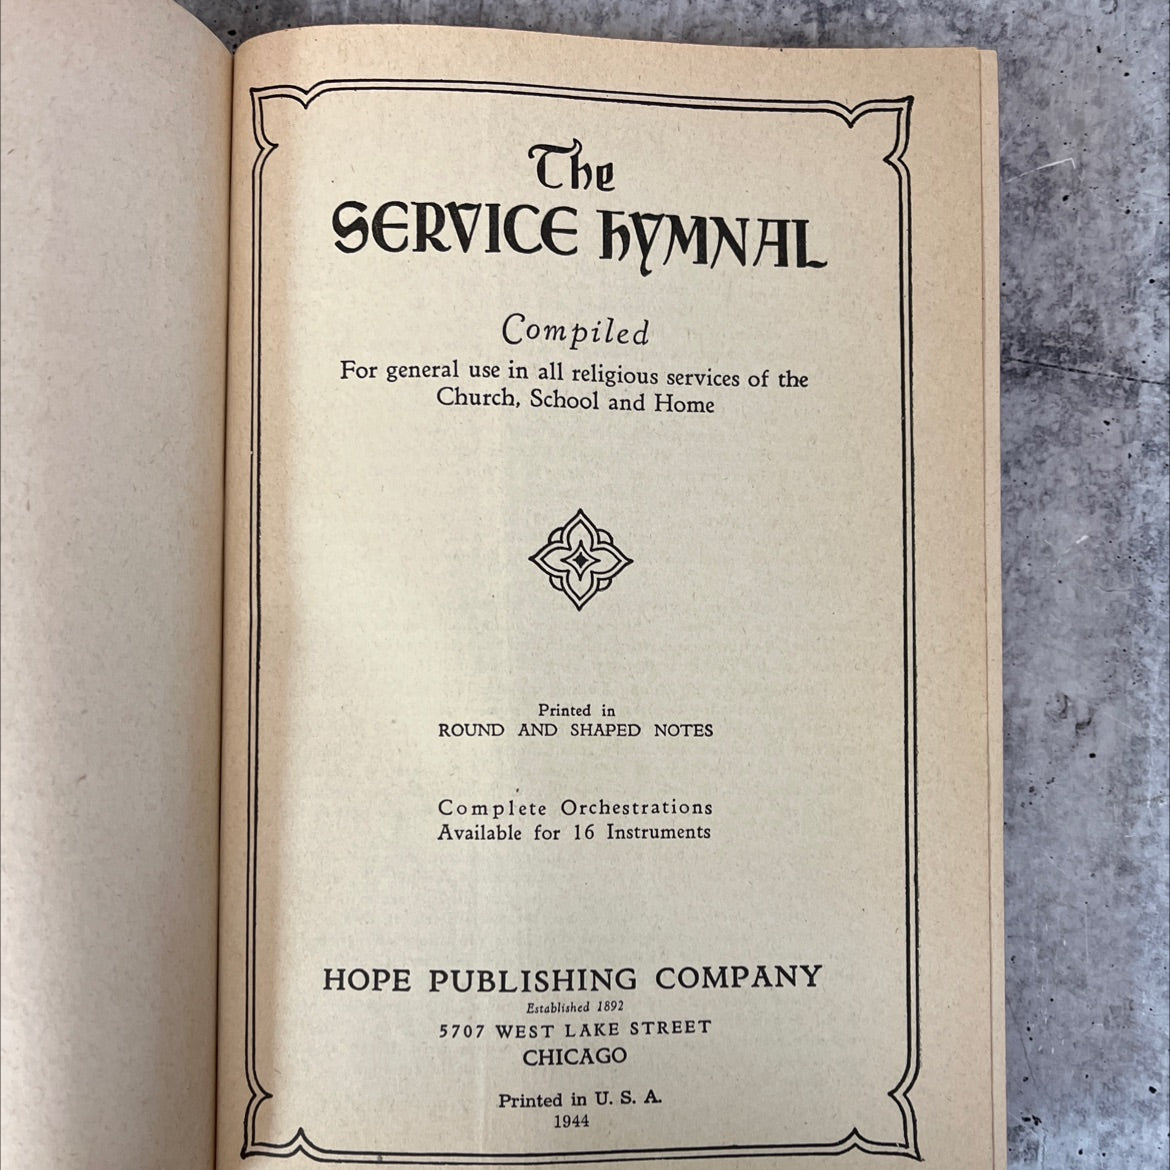 The
SERVICE HYMNAL
Compiled
For general use in all religious services of the
Church, School and Home
Printed in
ROUND AND SHAPED NOTES
Complete Orchestrations
Available for 16 Instruments
HOPE PUBLISHING COMPANY
Established 1892
5707 WEST LAKE STREET
CHICAGO
Printed in U. S. A.
1944